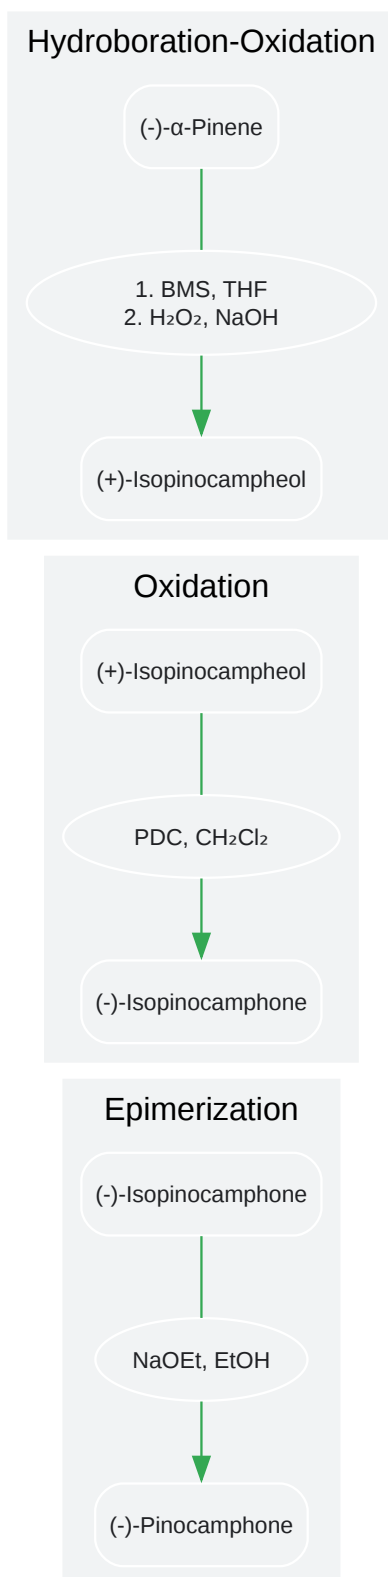 Hydroboration-Oxidation
(-)-α-Pinene
1. BMS, THF
2. H₂O₂, NaOH
(+)-Isopinocampheol
Oxidation
(+)-Isopinocampheol
PDC, CH₂Cl₂
(-)-Isopinocamphone
Epimerization
(-)-Isopinocamphone
NaOEt, EtOH
(-)-Pinocamphone